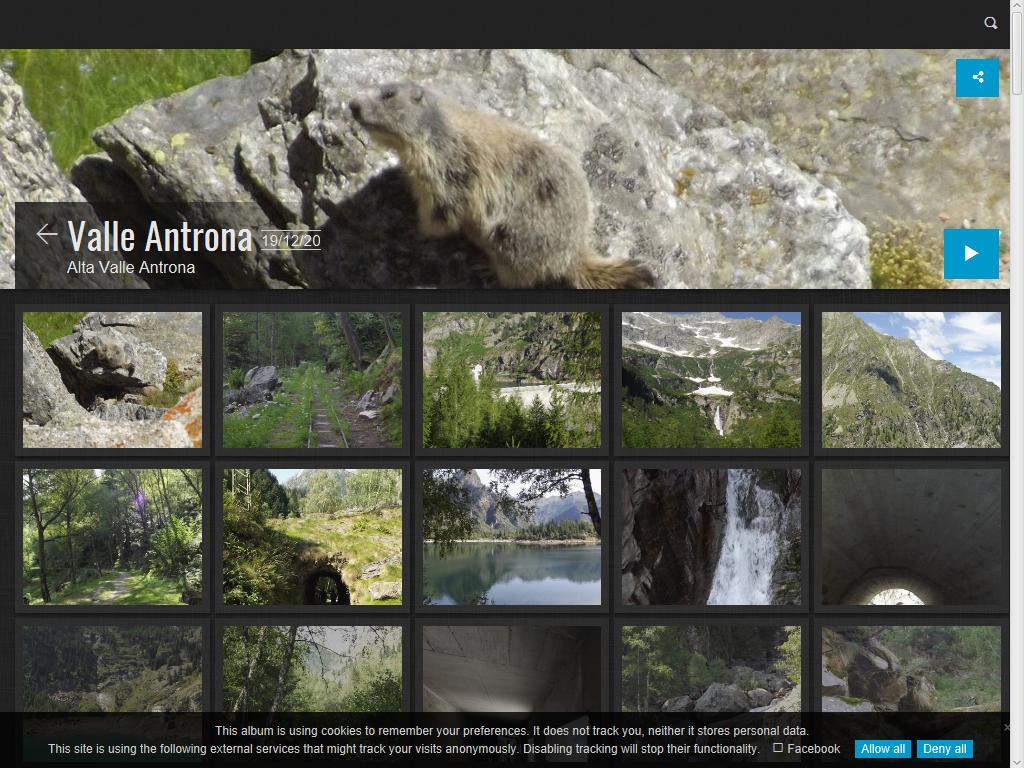 Valle Antrona 19/12/20
Alta Valle Antrona
This album is using cookies to remember your preferences. It does not track you, neither it stores personal data.
This site is using the following external services that might track your visits anonymously. Disabling tracking will stop their functionality. Facebook Allow all Deny all